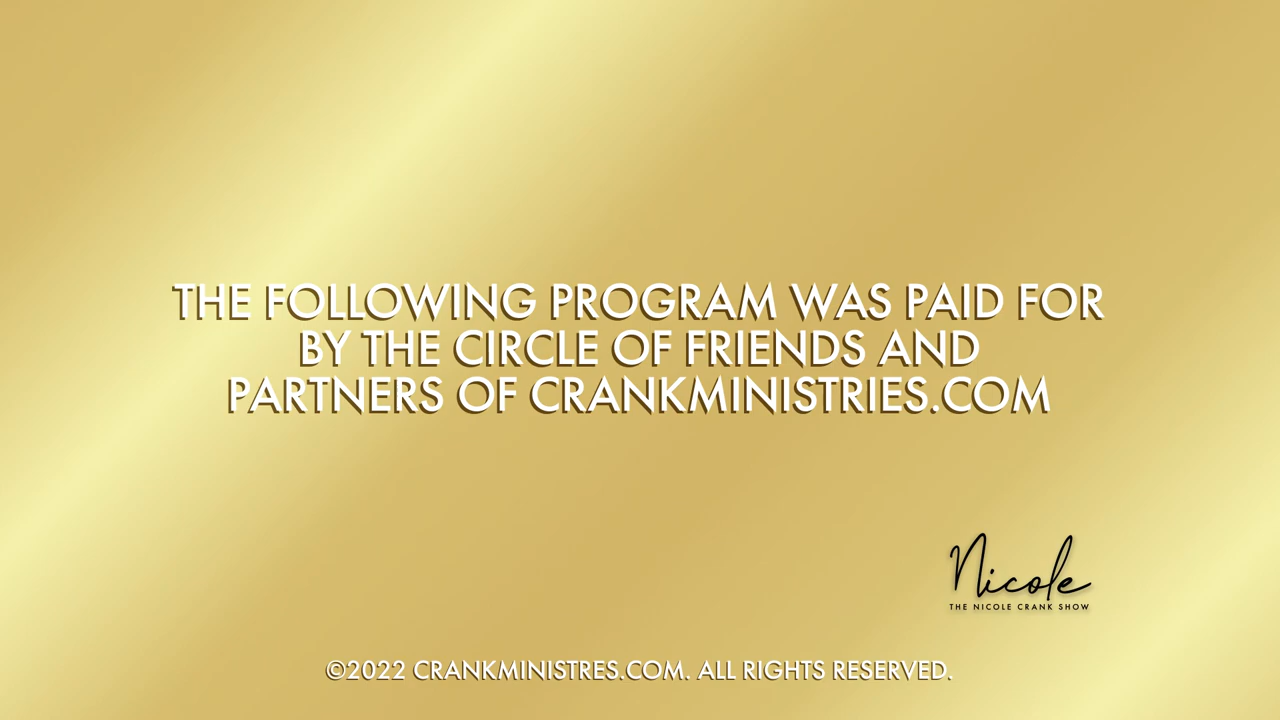 THE FOLLOWING PROGRAM WAS PAID FOR
BY THE CIRCLE OF FRIENDS AND
PARTNERS OF CRANKMINISTRIES.COM
Nicole
THE NICOLE CRANK SHOW
©2022 CRANKMINISTRES.COM. ALL RIGHTS RESERVED.